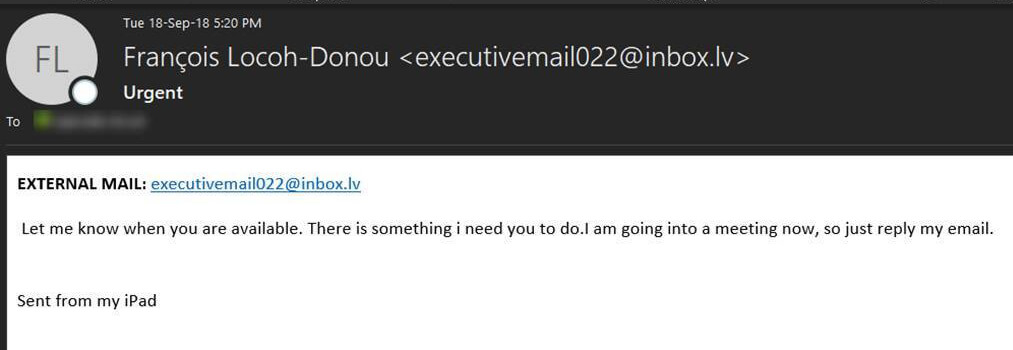 Tue 18-Sep-18 5:20 PM
FL
François Locoh-Donou <executivemail022@inbox.lv>
Urgent
To
EXTERNAL MAIL: executivemail022@inbox.lv
Let me know when you are available. There is something i need you to do.I am going into a meeting now, so just reply my email.
Sent from my iPad